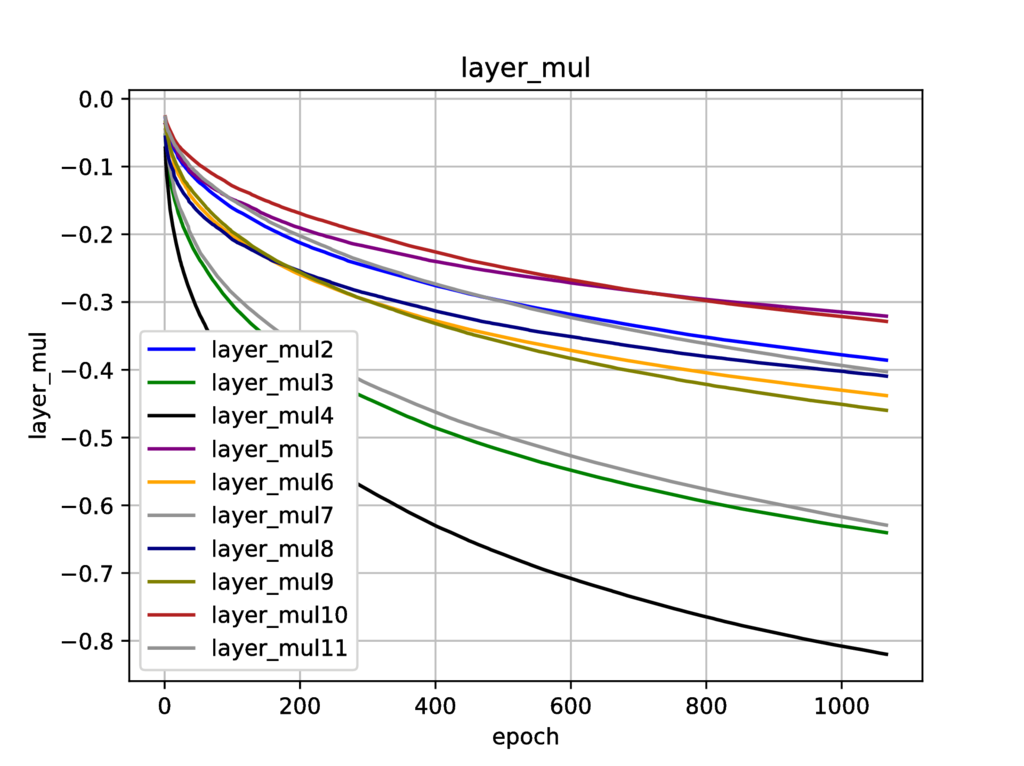 layer_mul
layer_mul
0.0
−0.1
−0.2
−0.3
−0.4
−0.5
−0.6
−0.7
−0.8
layer_mul2
layer_mul3
layer_mul4
layer_mul5
layer_mul6
layer_mul7
layer_mul8
layer_mul9
layer_mul10
layer_mul11
0 200 400 600 800 1000
epoch